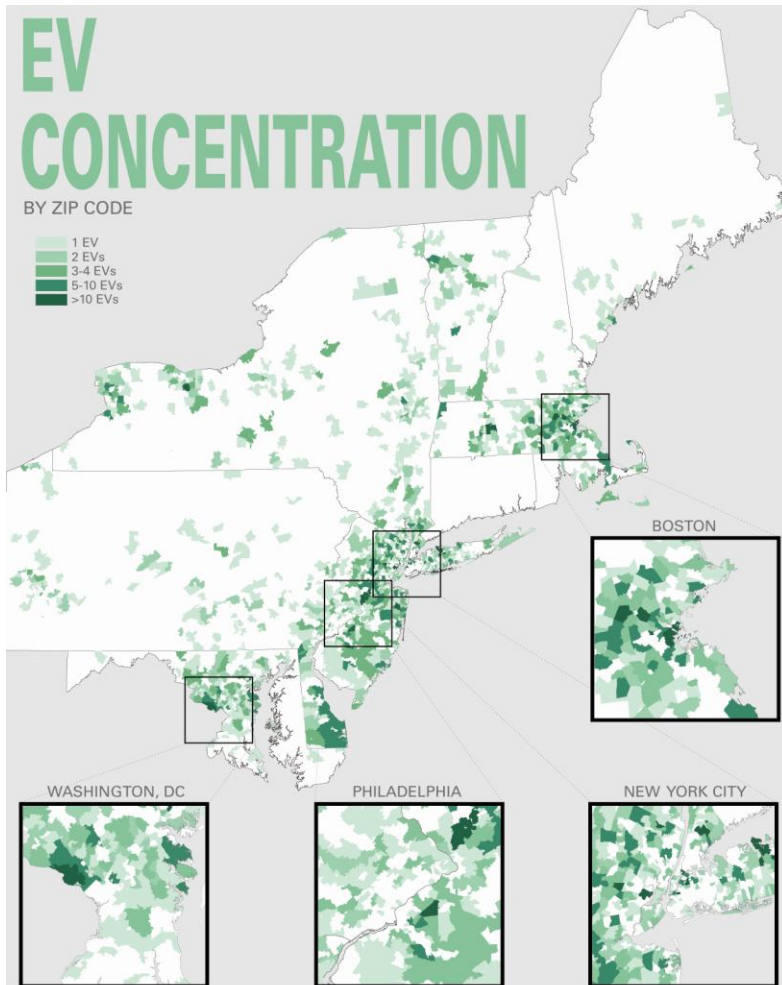 EV
CONCENTRATION
BY ZIP CODE
1 EV
2 EVs
3-4 EVs
5-10 EVs
>10 EVs
BOSTON
WASHINGTON, DC
PHILADELPHIA
NEW YORK CITY